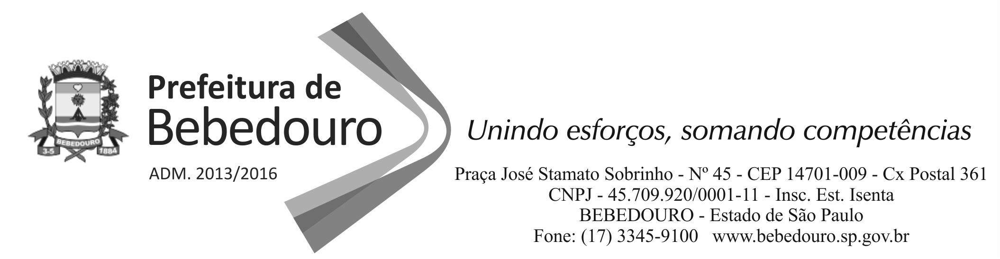 BEBEDOURO
3-5 1884
Prefeitura de
Bebedouro
ADM. 2013/2016
Unindo esforços, somando competências
Praça José Stamato Sobrinho - Nº 45 - CEP 14701-009 - Cx Postal 361
CNPJ - 45.709.920/0001-11 - Insc. Est. Isenta
BEBEDOURO - Estado de São Paulo
Fone: (17) 3345-9100 www.bebedouro.sp.gov.br